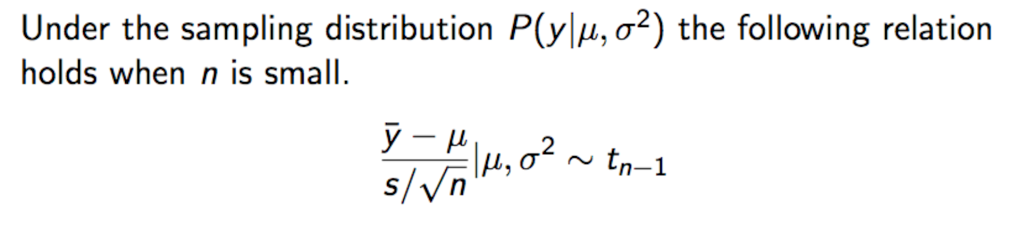 Under the sampling distribution P(y|μ, σ²) the following relation
holds when n is small.
ȳ − μ
s/√n |μ, σ² ∼ tₙ₋₁